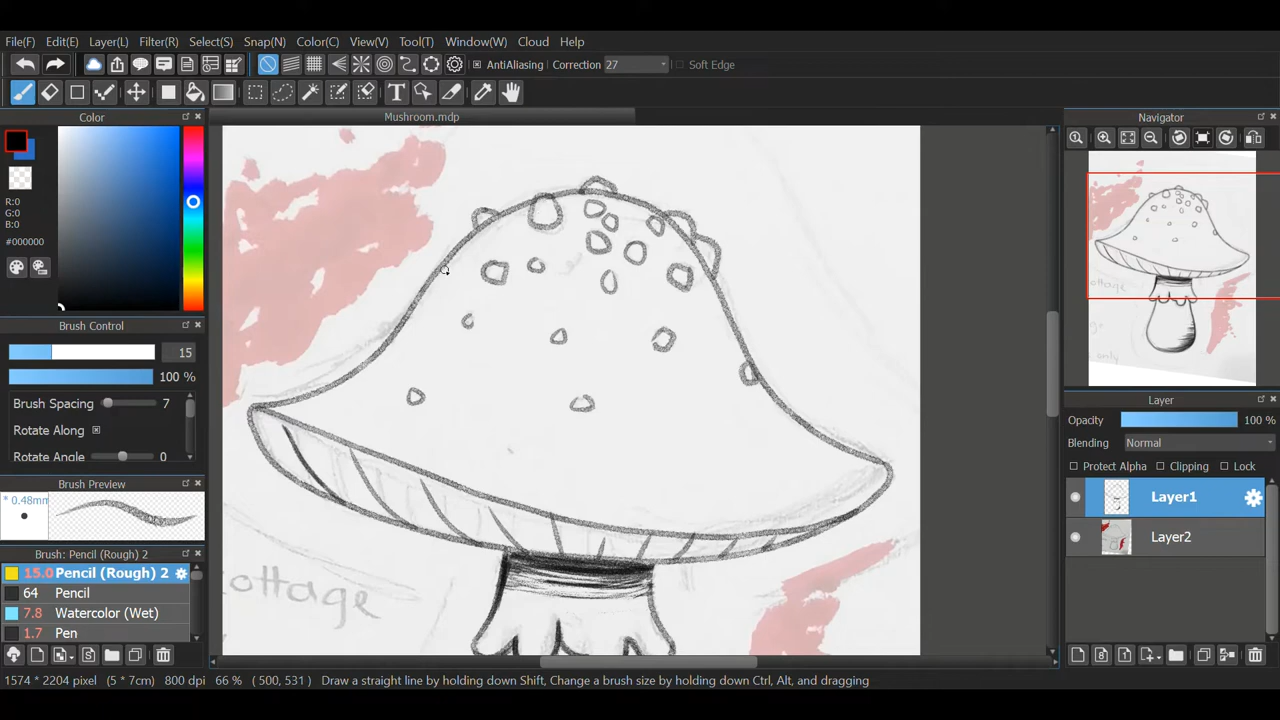 File(F) Edit(E) Layer(L) Filter(R) Select(S) Snap(N) Color(C) View(V) Tool(T) Window(W) Cloud Help
AntiAliasing Correction 27 Soft Edge
T
Color
Mushroom.mdp
Navigator
R:0
G:0
B:0
#000000
Brush Control
15
100 %
Brush Spacing 7
Rotate Along
Rotate Angle 0
Brush Preview
* 0.48mm
Brush: Pencil (Rough) 2
15.0 Pencil (Rough) 2
64 Pencil
7.8 Watercolor (Wet)
1.7 Pen
ottage
ottage
only
Layer
Opacity 100 %
Blending Normal
Protect Alpha Clipping Lock
Layer1
Layer2
1574 * 2204 pixel (5 * 7cm) 800 dpi 66 % ( 500, 531 ) Draw a straight line by holding down Shift, Change a brush size by holding down Ctrl, Alt, and dragging